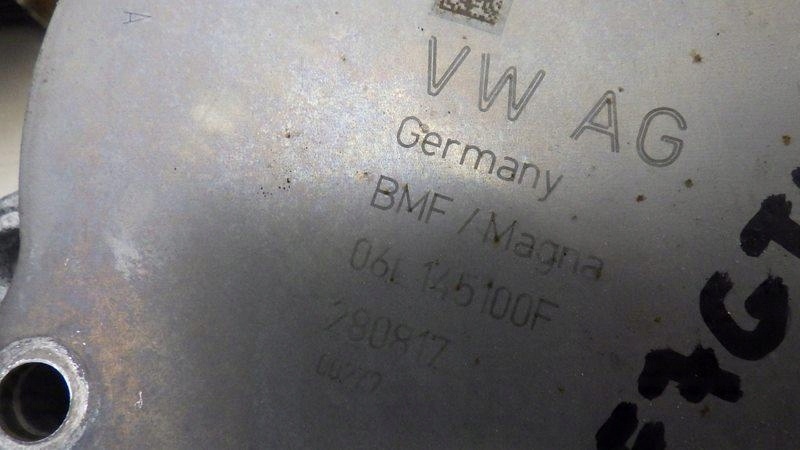 A
VW AG
Germany
BMF / Magna
06L 145100F
280817